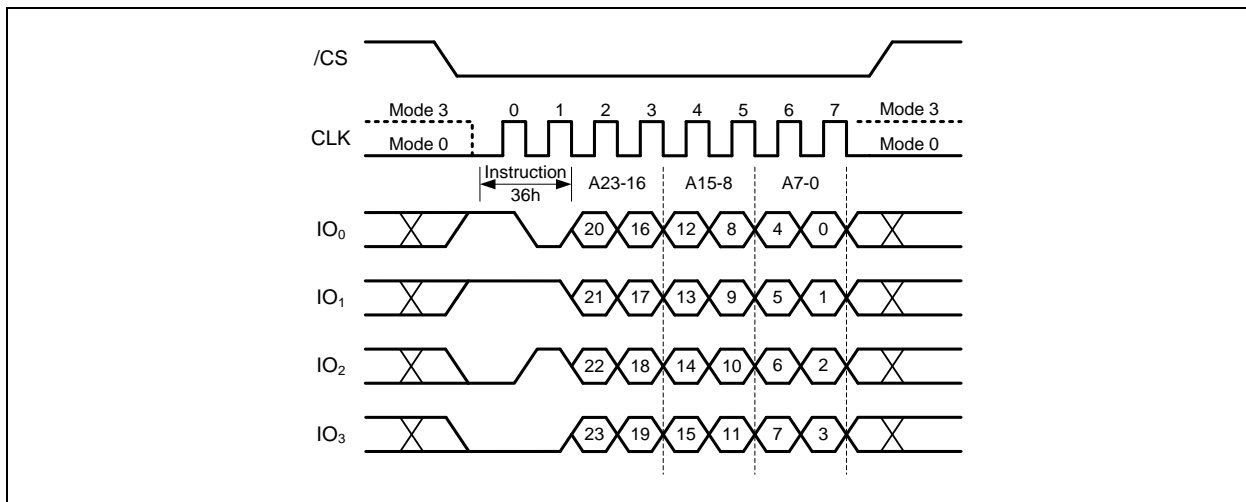 /CS
Mode 3 0 1 2 3 4 5 6 7 Mode 3
CLK
Mode 0 Mode 0
Instruction
36h A23-16 A15-8 A7-0
IO₀ 20 16 12 8 4 0
IO₁ 21 17 13 9 5 1
IO₂ 22 18 14 10 6 2
IO₃ 23 19 15 11 7 3